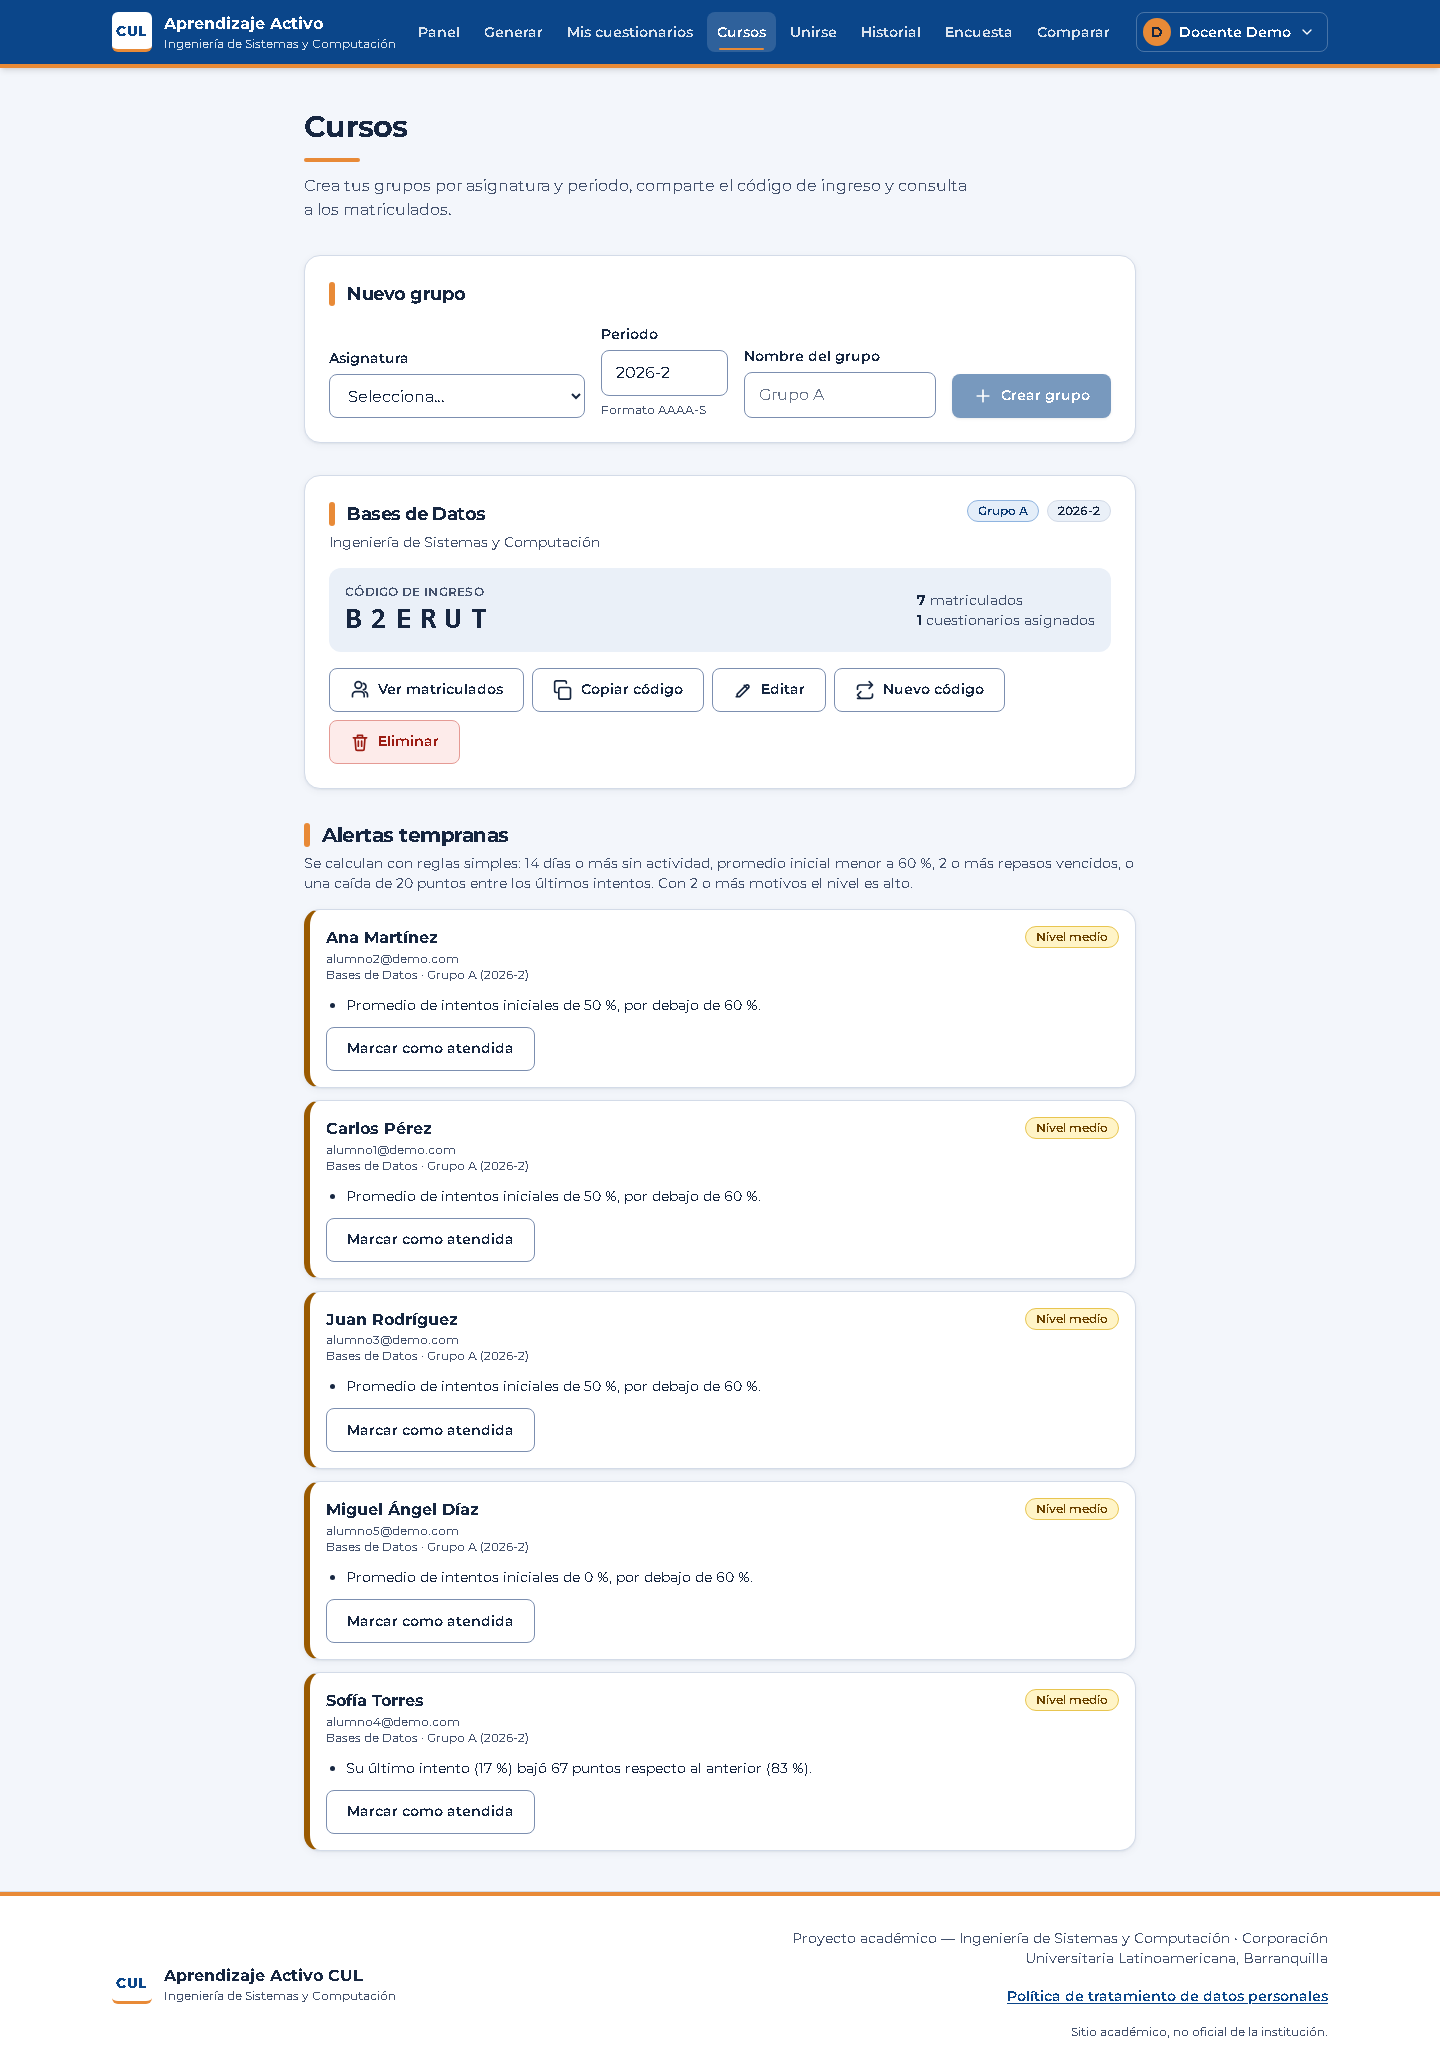 CUL
Aprendizaje Activo
Ingeniería de Sistemas y Computación
Panel
Generar
Mis cuestionarios
Cursos
Unirse
Historial
Encuesta
Comparar
D
Docente Demo
Cursos
Crea tus grupos por asignatura y periodo, comparte el código de ingreso y consulta
a los matriculados.
Nuevo grupo
Asignatura
Selecciona...
Periodo
2026-2
Formato AAAA-S
Nombre del grupo
Grupo A
Crear grupo
Bases de Datos
Grupo A
2026-2
Ingeniería de Sistemas y Computación
CÓDIGO DE INGRESO
B2ERUT
7 matriculados
1 cuestionarios asignados
Ver matriculados
Copiar código
Editar
Nuevo código
Eliminar
Alertas tempranas
Se calculan con reglas simples: 14 días o más sin actividad, promedio inicial menor a 60 %, 2 o más repasos vencidos, o
una caída de 20 puntos entre los últimos intentos. Con 2 o más motivos el nivel es alto.
Ana Martínez
Nivel medio
alumno2@demo.com
Bases de Datos · Grupo A (2026-2)
• Promedio de intentos iniciales de 50 %, por debajo de 60 %.
Marcar como atendida
Carlos Pérez
Nivel medio
alumno1@demo.com
Bases de Datos · Grupo A (2026-2)
• Promedio de intentos iniciales de 50 %, por debajo de 60 %.
Marcar como atendida
Juan Rodríguez
Nivel medio
alumno3@demo.com
Bases de Datos · Grupo A (2026-2)
• Promedio de intentos iniciales de 50 %, por debajo de 60 %.
Marcar como atendida
Miguel Ángel Díaz
Nivel medio
alumno5@demo.com
Bases de Datos · Grupo A (2026-2)
• Promedio de intentos iniciales de 0 %, por debajo de 60 %.
Marcar como atendida
Sofía Torres
Nivel medio
alumno4@demo.com
Bases de Datos · Grupo A (2026-2)
• Su último intento (17 %) bajó 67 puntos respecto al anterior (83 %).
Marcar como atendida
CUL
Aprendizaje Activo CUL
Ingeniería de Sistemas y Computación
Proyecto académico — Ingeniería de Sistemas y Computación · Corporación
Universitaria Latinoamericana, Barranquilla
Política de tratamiento de datos personales
Sitio académico, no oficial de la institución.